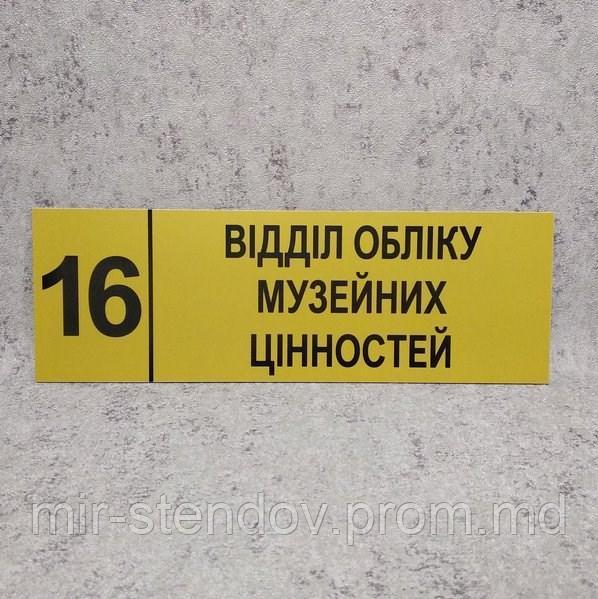 16
ВІДДІЛ ОБЛІКУ
МУЗЕЙНИХ
ЦІННОСТЕЙ
mir-stendov.prom.md